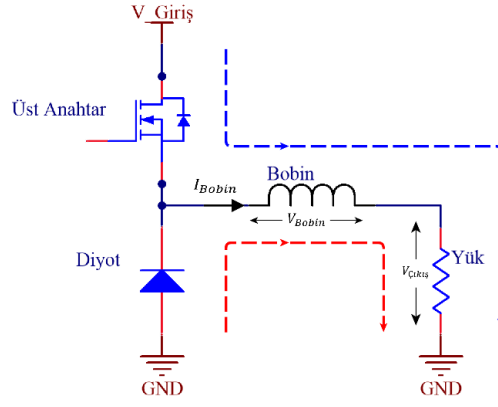 V_Giriş
Üst Anahtar
Bobin
I_Bobin
V_Bobin
Diyot
V_Çıkış
Yük
GND
GND